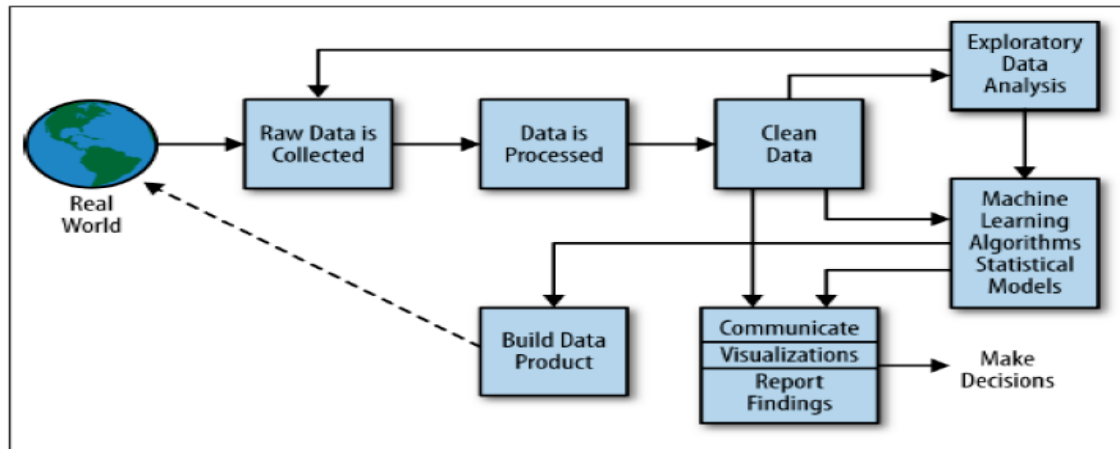 Exploratory
Data
Analysis
Raw Data is
Collected
Data is
Processed
Clean
Data
Real
World
Machine
Learning
Algorithms
Statistical
Models
Build Data
Product
Communicate
Visualizations
Report
Findings
Make
Decisions